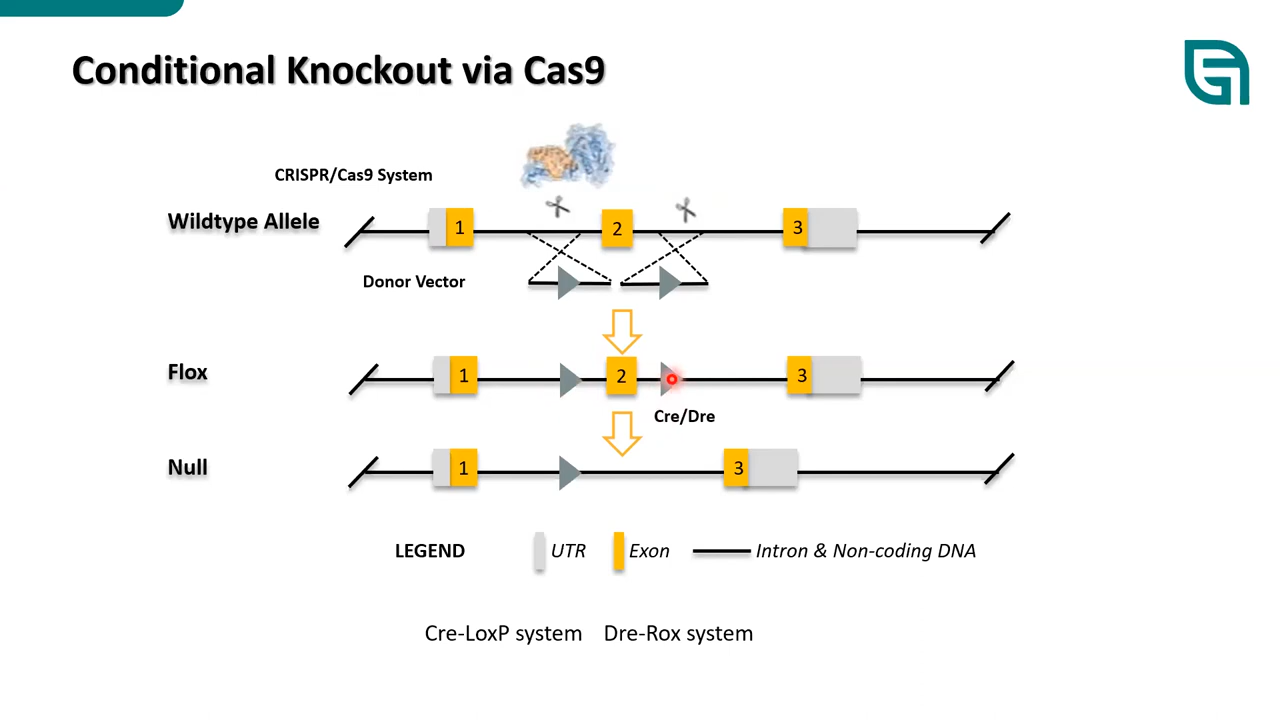 Conditional Knockout via Cas9
CRISPR/Cas9 System
Wildtype Allele
1
2
3
Donor Vector
Flox
1
2
3
Cre/Dre
Null
1
3
LEGEND
UTR
Exon
Intron & Non-coding DNA
Cre-LoxP system
Dre-Rox system